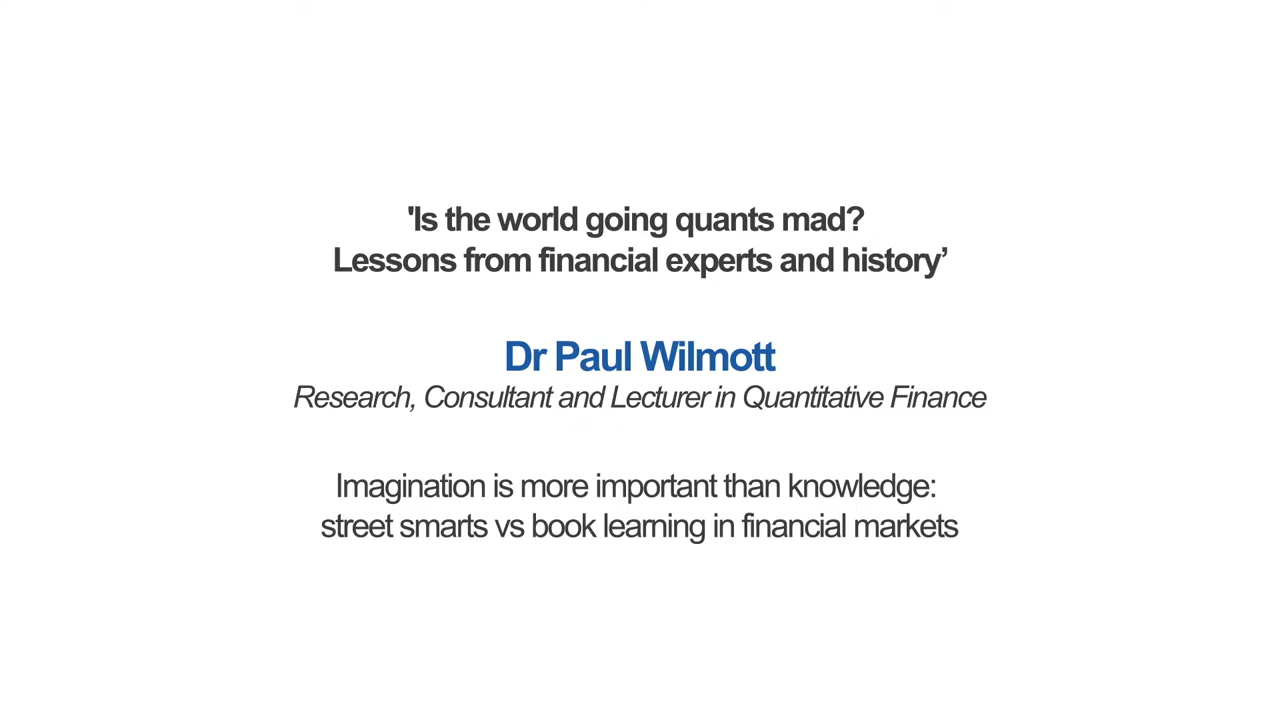 'Is the world going quants mad?
Lessons from financial experts and history’
Dr Paul Wilmott
Research, Consultant and Lecturer in Quantitative Finance
Imagination is more important than knowledge:
street smarts vs book learning in financial markets